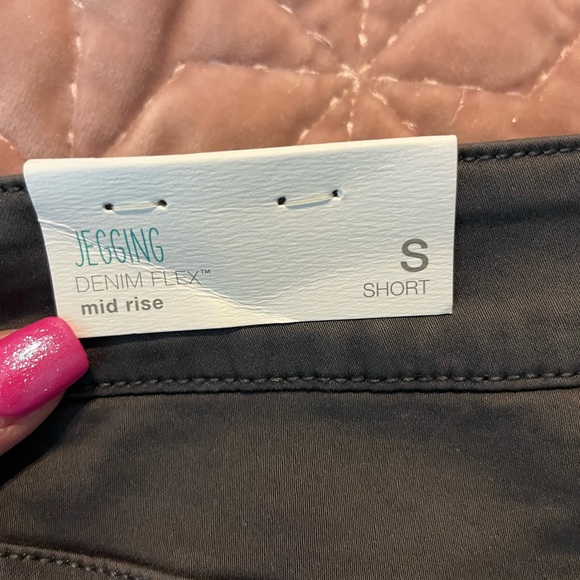 JEGGING
DENIM FLEX™
mid rise
S
SHORT